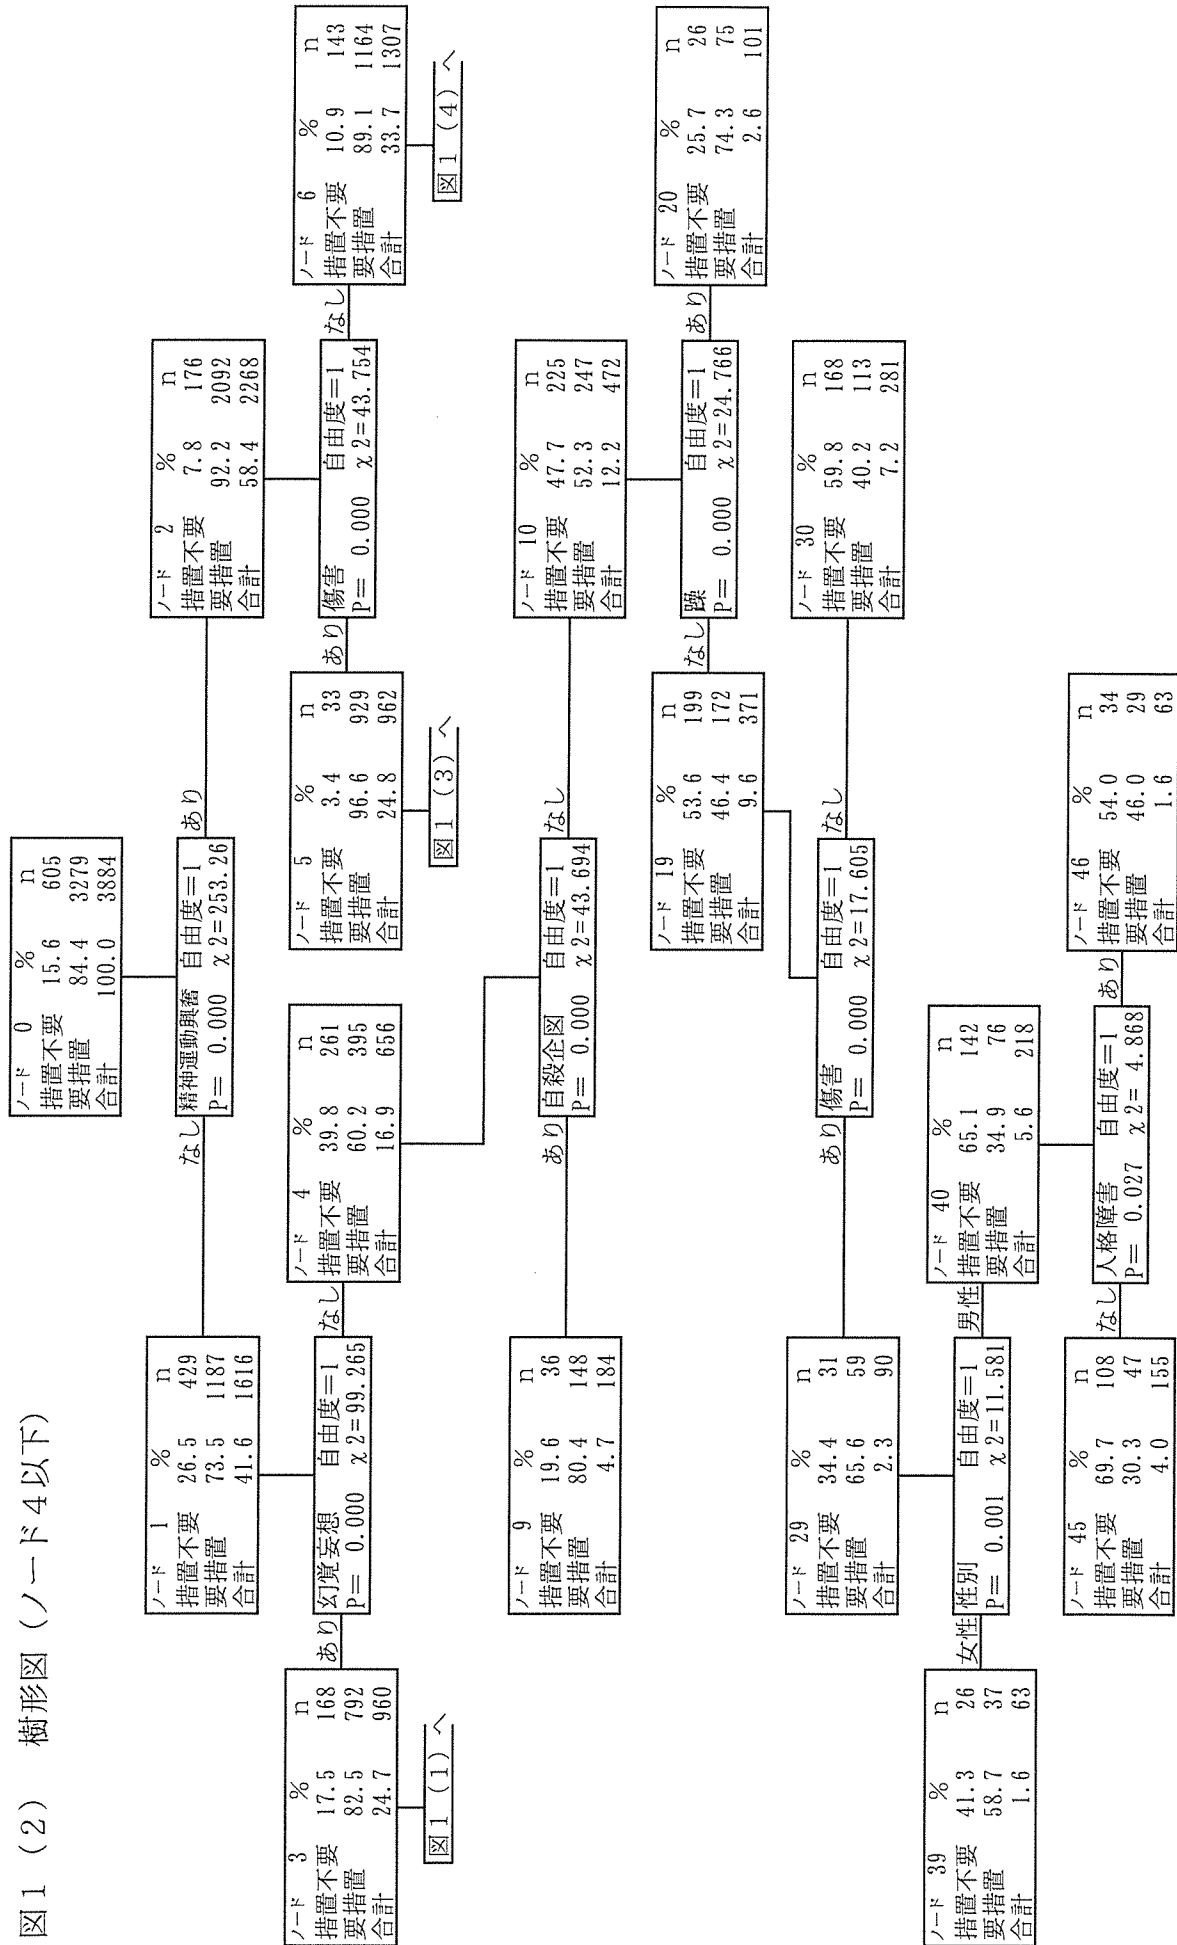 図1 (2) 樹形図 (ノード4以下)
ノード 0 % n
措置不要 15.6 605
要措置 84.4 3279
合計 100.0 3884
精神運動興奮 自由度=1
P= 0.000 χ2=253.26
なし
あり
ノード 1 % n
措置不要 26.5 429
要措置 73.5 1187
合計 41.6 1616
ノード 2 % n
措置不要 7.8 176
要措置 92.2 2092
合計 58.4 2268
幻覚妄想 自由度=1
P= 0.000 χ2=99.265
あり
なし
傷害 自由度=1
P= 0.000 χ2=43.754
あり
なし
ノード 3 % n
措置不要 17.5 168
要措置 82.5 792
合計 24.7 960
図1 (1) へ
ノード 4 % n
措置不要 39.8 261
要措置 60.2 395
合計 16.9 656
ノード 5 % n
措置不要 3.4 33
要措置 96.6 929
合計 24.8 962
図1 (3) へ
ノード 6 % n
措置不要 10.9 143
要措置 89.1 1164
合計 33.7 1307
図1 (4) へ
自殺企図 自由度=1
P= 0.000 χ2=43.694
あり
なし
ノード 9 % n
措置不要 19.6 36
要措置 80.4 148
合計 4.7 184
ノード 10 % n
措置不要 47.7 225
要措置 52.3 247
合計 12.2 472
躁 自由度=1
P= 0.000 χ2=24.766
なし
あり
ノード 19 % n
措置不要 53.6 199
要措置 46.4 172
合計 9.6 371
ノード 20 % n
措置不要 25.7 26
要措置 74.3 75
合計 2.6 101
傷害 自由度=1
P= 0.000 χ2=17.605
あり
なし
ノード 29 % n
措置不要 34.4 31
要措置 65.6 59
合計 2.3 90
ノード 30 % n
措置不要 59.8 168
要措置 40.2 113
合計 7.2 281
性別 自由度=1
P= 0.001 χ2=11.581
女性
男性
ノード 39 % n
措置不要 41.3 26
要措置 58.7 37
合計 1.6 63
ノード 40 % n
措置不要 65.1 142
要措置 34.9 76
合計 5.6 218
人格障害 自由度=1
P= 0.027 χ2= 4.868
なし
あり
ノード 45 % n
措置不要 69.7 108
要措置 30.3 47
合計 4.0 155
ノード 46 % n
措置不要 54.0 34
要措置 46.0 29
合計 1.6 63